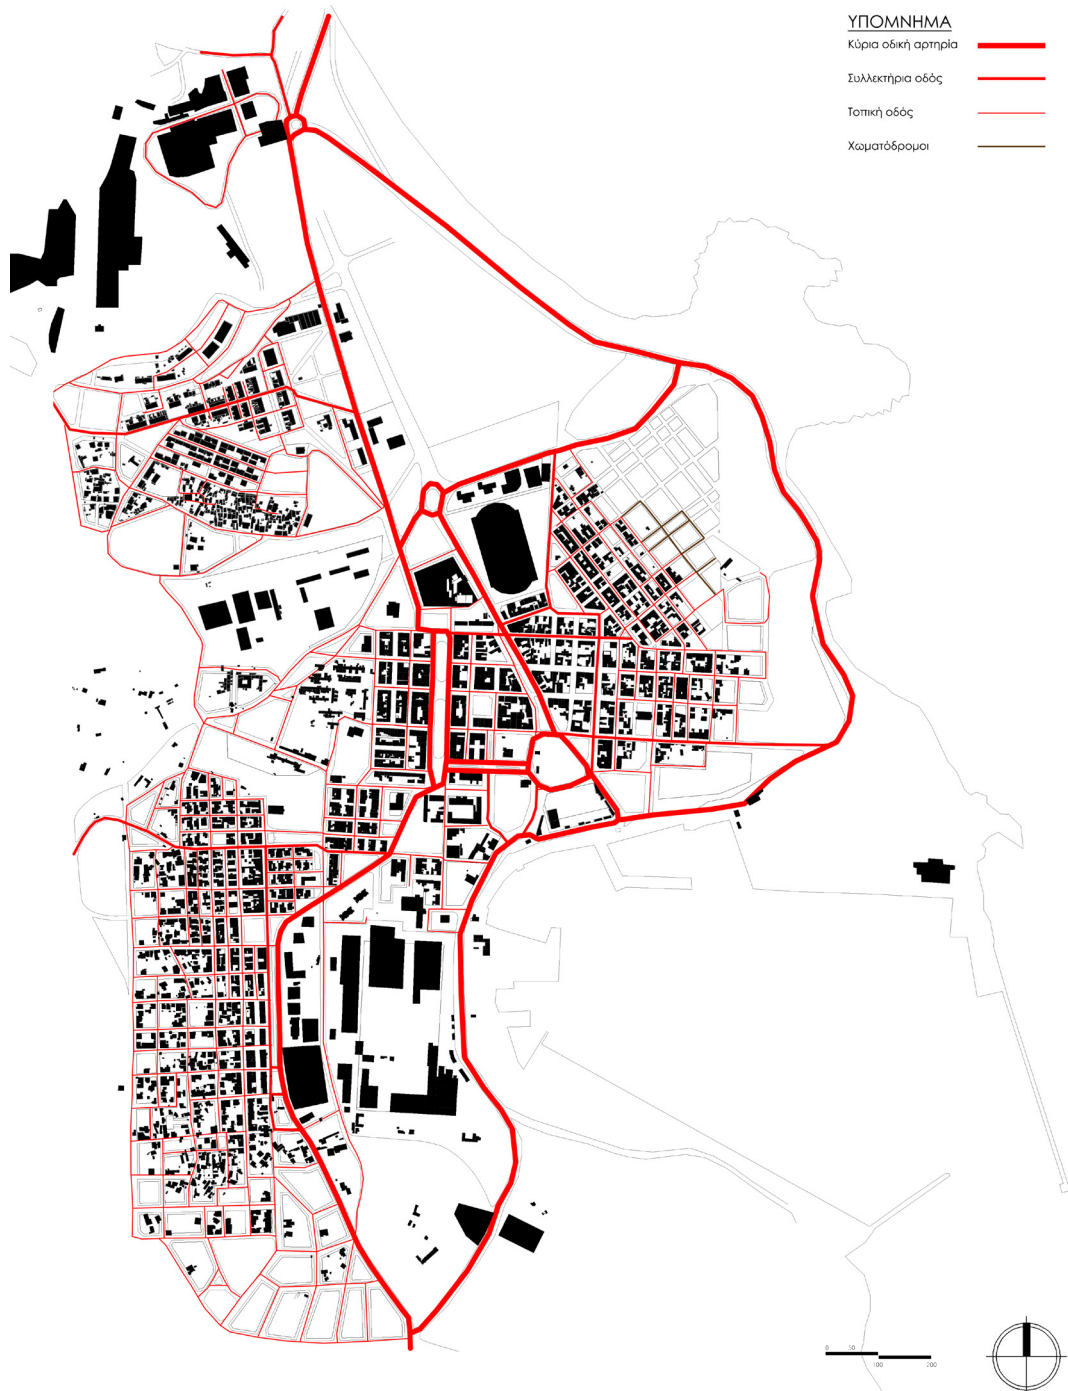 ΥΠΟΜΝΗΜΑ
Κύρια οδική αρτηρία
Συλλεκτήρια οδός
Τοπική οδός
Χωματόδρομοι
0 50
100 200